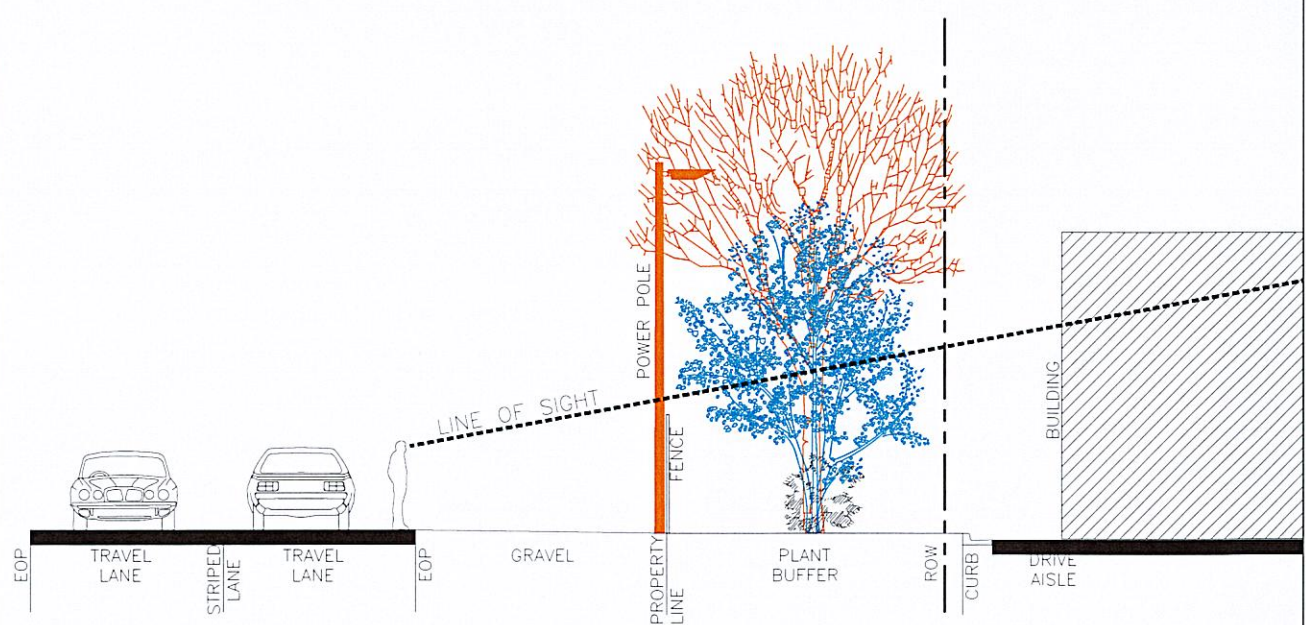 POWER POLE
LINE OF SIGHT
FENCE
BUILDING
EOP
TRAVEL
LANE
STRIPED
LANE
TRAVEL
LANE
EOP
GRAVEL
PROPERTY
LINE
PLANT
BUFFER
ROW
CURB
DRIVE
AISLE